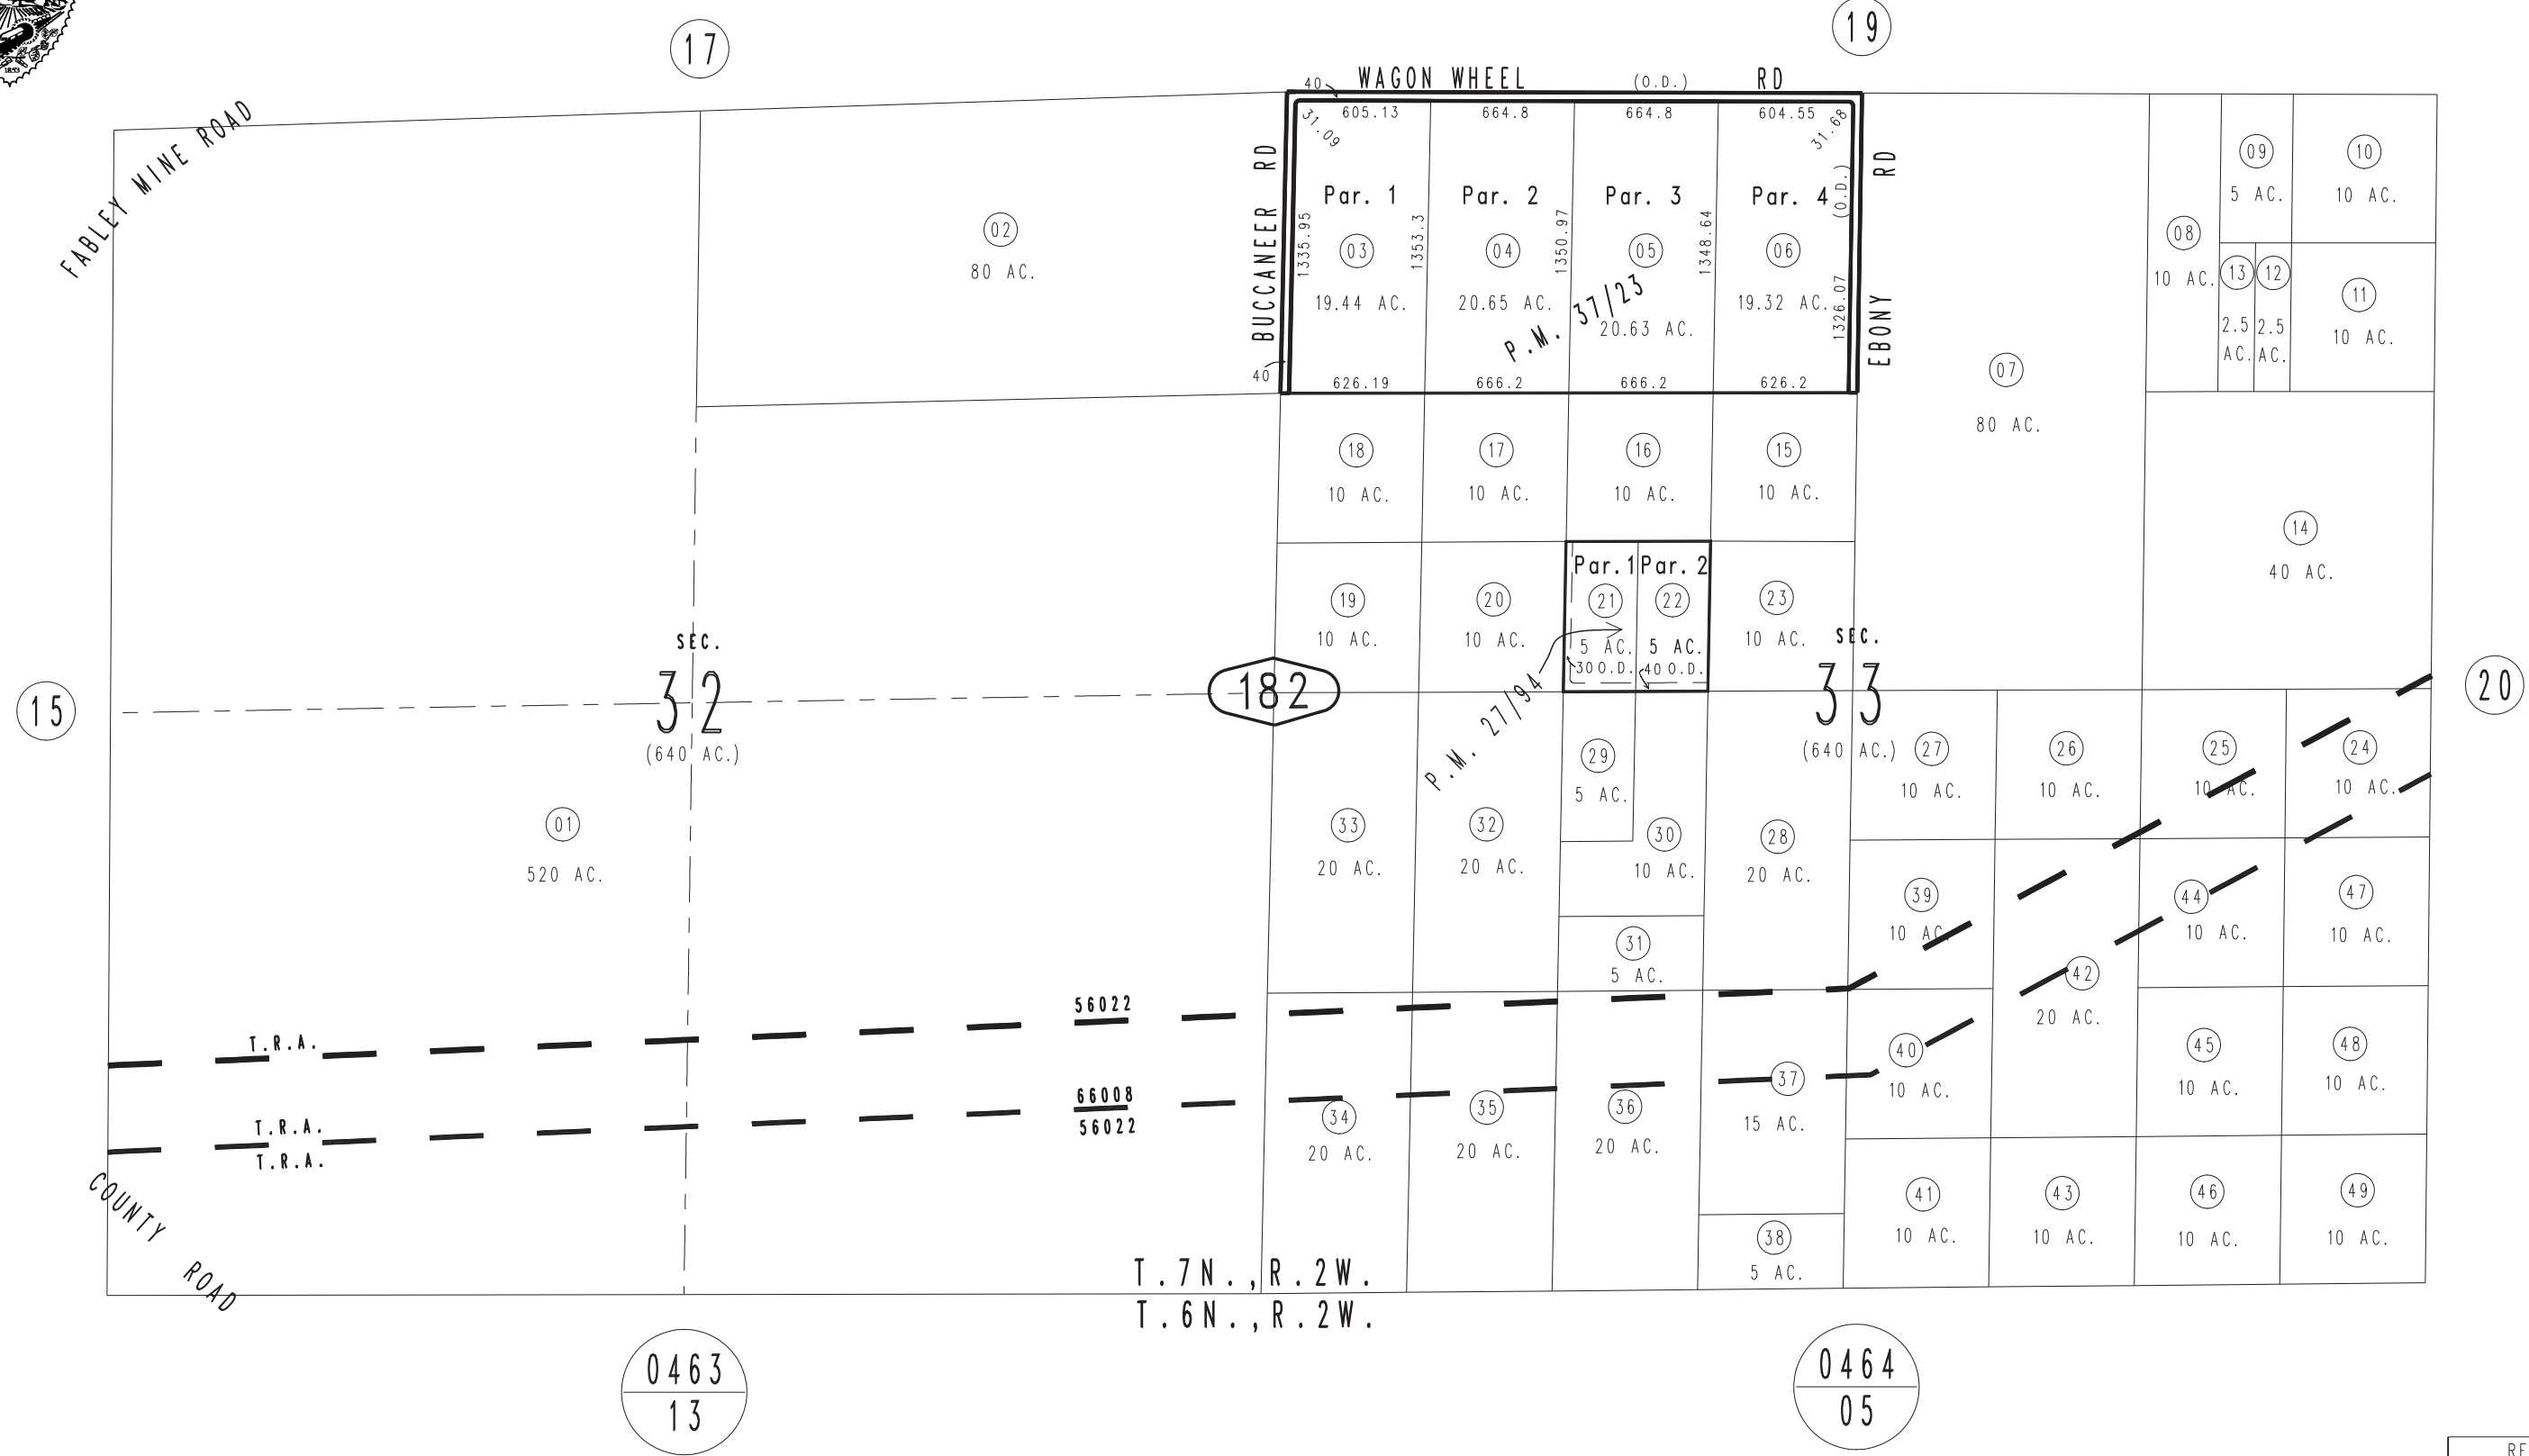 1853
17
19
WAGON WHEEL (O.D.) RD
40
FABLEY MINE ROAD
BUCCANEER RD
EBONY RD
(O.D.)
605.13
664.8
664.8
604.55
31.09
31.68
Par. 1
Par. 2
Par. 3
Par. 4
1335.95
1353.3
1350.97
1348.64
1326.07
03
04
05
06
19.44 AC.
20.65 AC.
20.63 AC.
19.32 AC.
P.M. 37/23
40
626.19
666.2
666.2
626.2
02
80 AC.
07
80 AC.
08
10 AC.
09
5 AC.
10
10 AC.
13
2.5
AC.
12
2.5
AC.
11
10 AC.
14
40 AC.
18
10 AC.
17
10 AC.
16
10 AC.
15
10 AC.
19
10 AC.
20
10 AC.
Par. 1
21
5 AC.
30 O.D.
Par. 2
22
5 AC.
40 O.D.
23
10 AC.
P.M. 27/94
SEC.
32
(640 AC.)
182
SEC.
33
(640 AC.)
15
20
01
520 AC.
33
20 AC.
32
20 AC.
29
5 AC.
30
10 AC.
31
5 AC.
28
20 AC.
27
10 AC.
26
10 AC.
25
10 AC.
24
10 AC.
39
10 AC.
44
10 AC.
47
10 AC.
42
20 AC.
40
10 AC.
45
10 AC.
48
10 AC.
T.R.A. 56022
T.R.A. 66008
T.R.A. 56022
34
20 AC.
35
20 AC.
36
20 AC.
37
15 AC.
38
5 AC.
41
10 AC.
43
10 AC.
46
10 AC.
49
10 AC.
COUNTY ROAD
T.7N.,R.2W.
T.6N.,R.2W.
0463
13
0464
05
RE